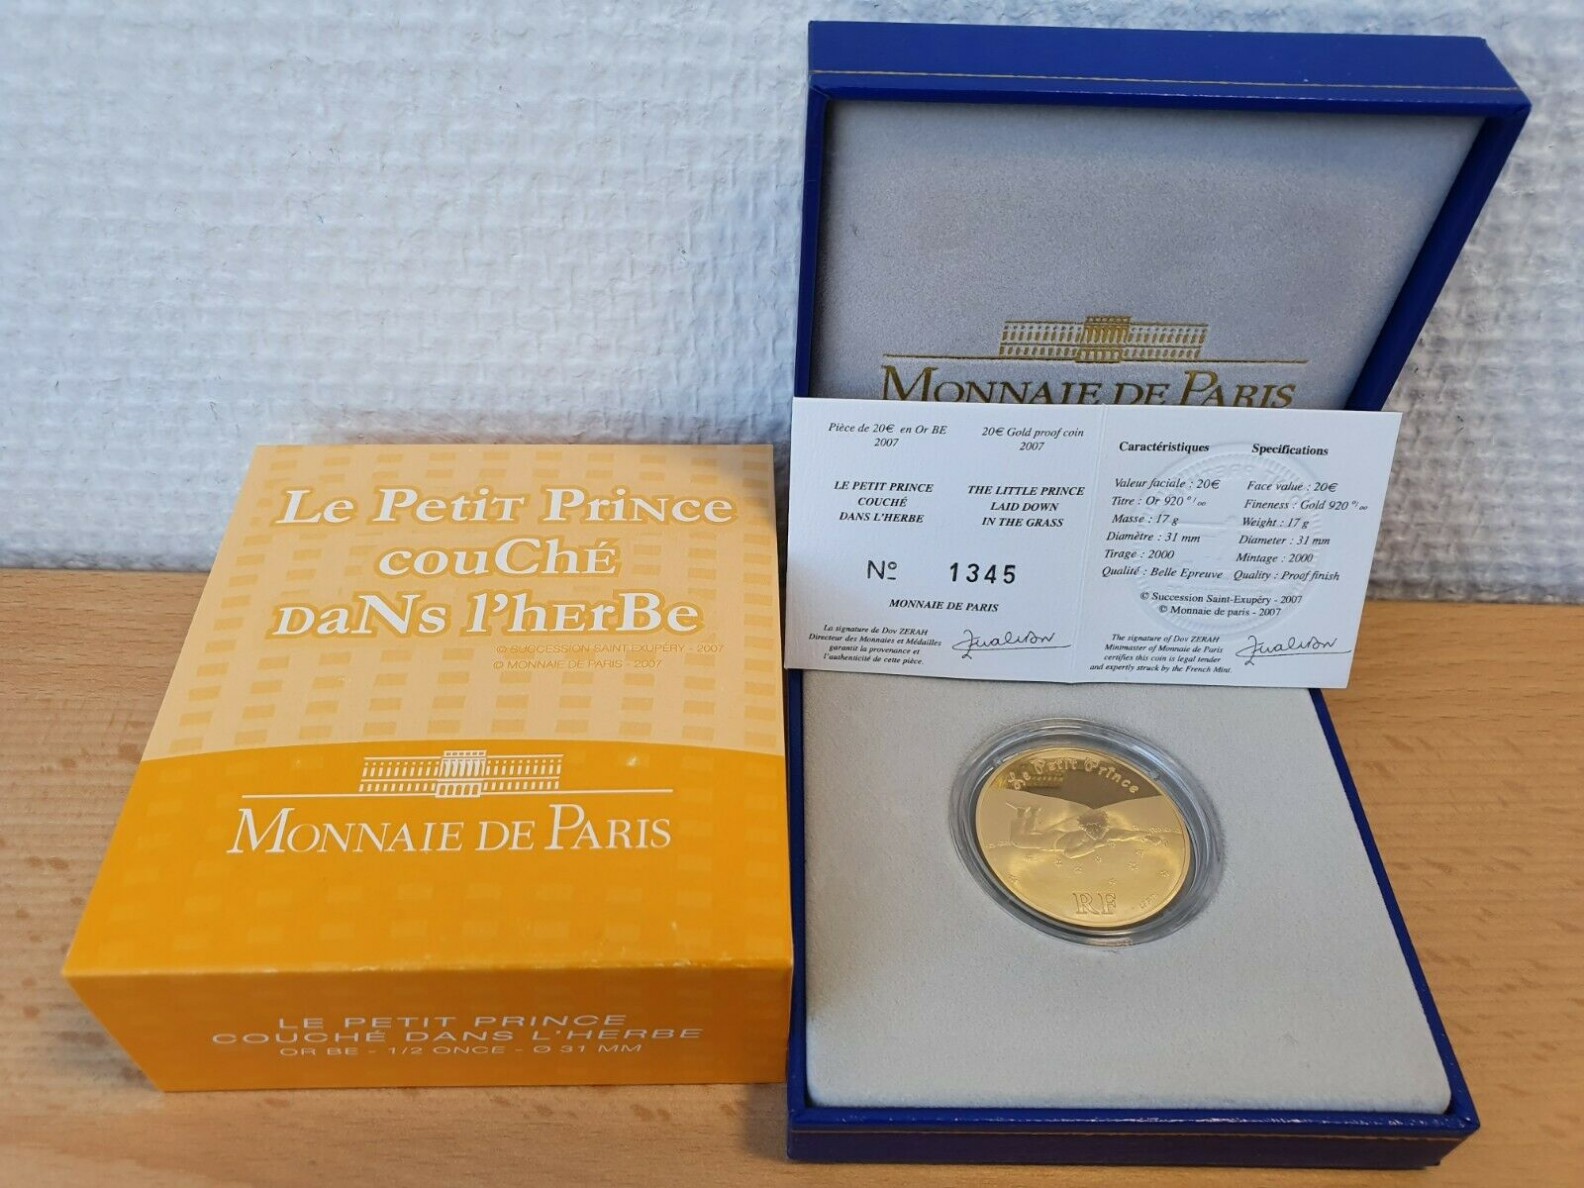 Le Petit Prince
couChé
daNs l'herBe
© SUCCESSION SAINT EXUPÉRY - 2007
© MONNAIE DE PARIS - 2007
MONNAIE DE PARIS
LE PETIT PRINCE
COUCHÉ DANS L'HERBE
OR BE - 1/2 ONCE - Ø 31 MM
MONNAIE DE PARIS
Pièce de 20€ en Or BE
2007
LE PETIT PRINCE
COUCHÉ
DANS L'HERBE
20€ Gold proof coin
2007
THE LITTLE PRINCE
LAID DOWN
IN THE GRASS
Nº 1345
MONNAIE DE PARIS
La signature de Dov ZERAH
Directeur des Monnaies et Médailles
garantit la provenance et
l'authenticité de cette pièce.
Caractéristiques
Valeur faciale : 20€
Titre : Or 920 °/oo
Masse : 17 g
Diamètre : 31 mm
Tirage : 2000
Qualité : Belle Epreuve
Specifications
Face value : 20€
Fineness : Gold 920 °/oo
Weight : 17 g
Diameter : 31 mm
Mintage : 2000
Quality : Proof finish
© Succession Saint-Exupéry - 2007
© Monnaie de paris - 2007
The signature of Dov ZERAH
Mintmaster of Monnaie de Paris
certifies this coin is legal tender
and expertly struck by the French Mint.
Le Petit Prince
RF